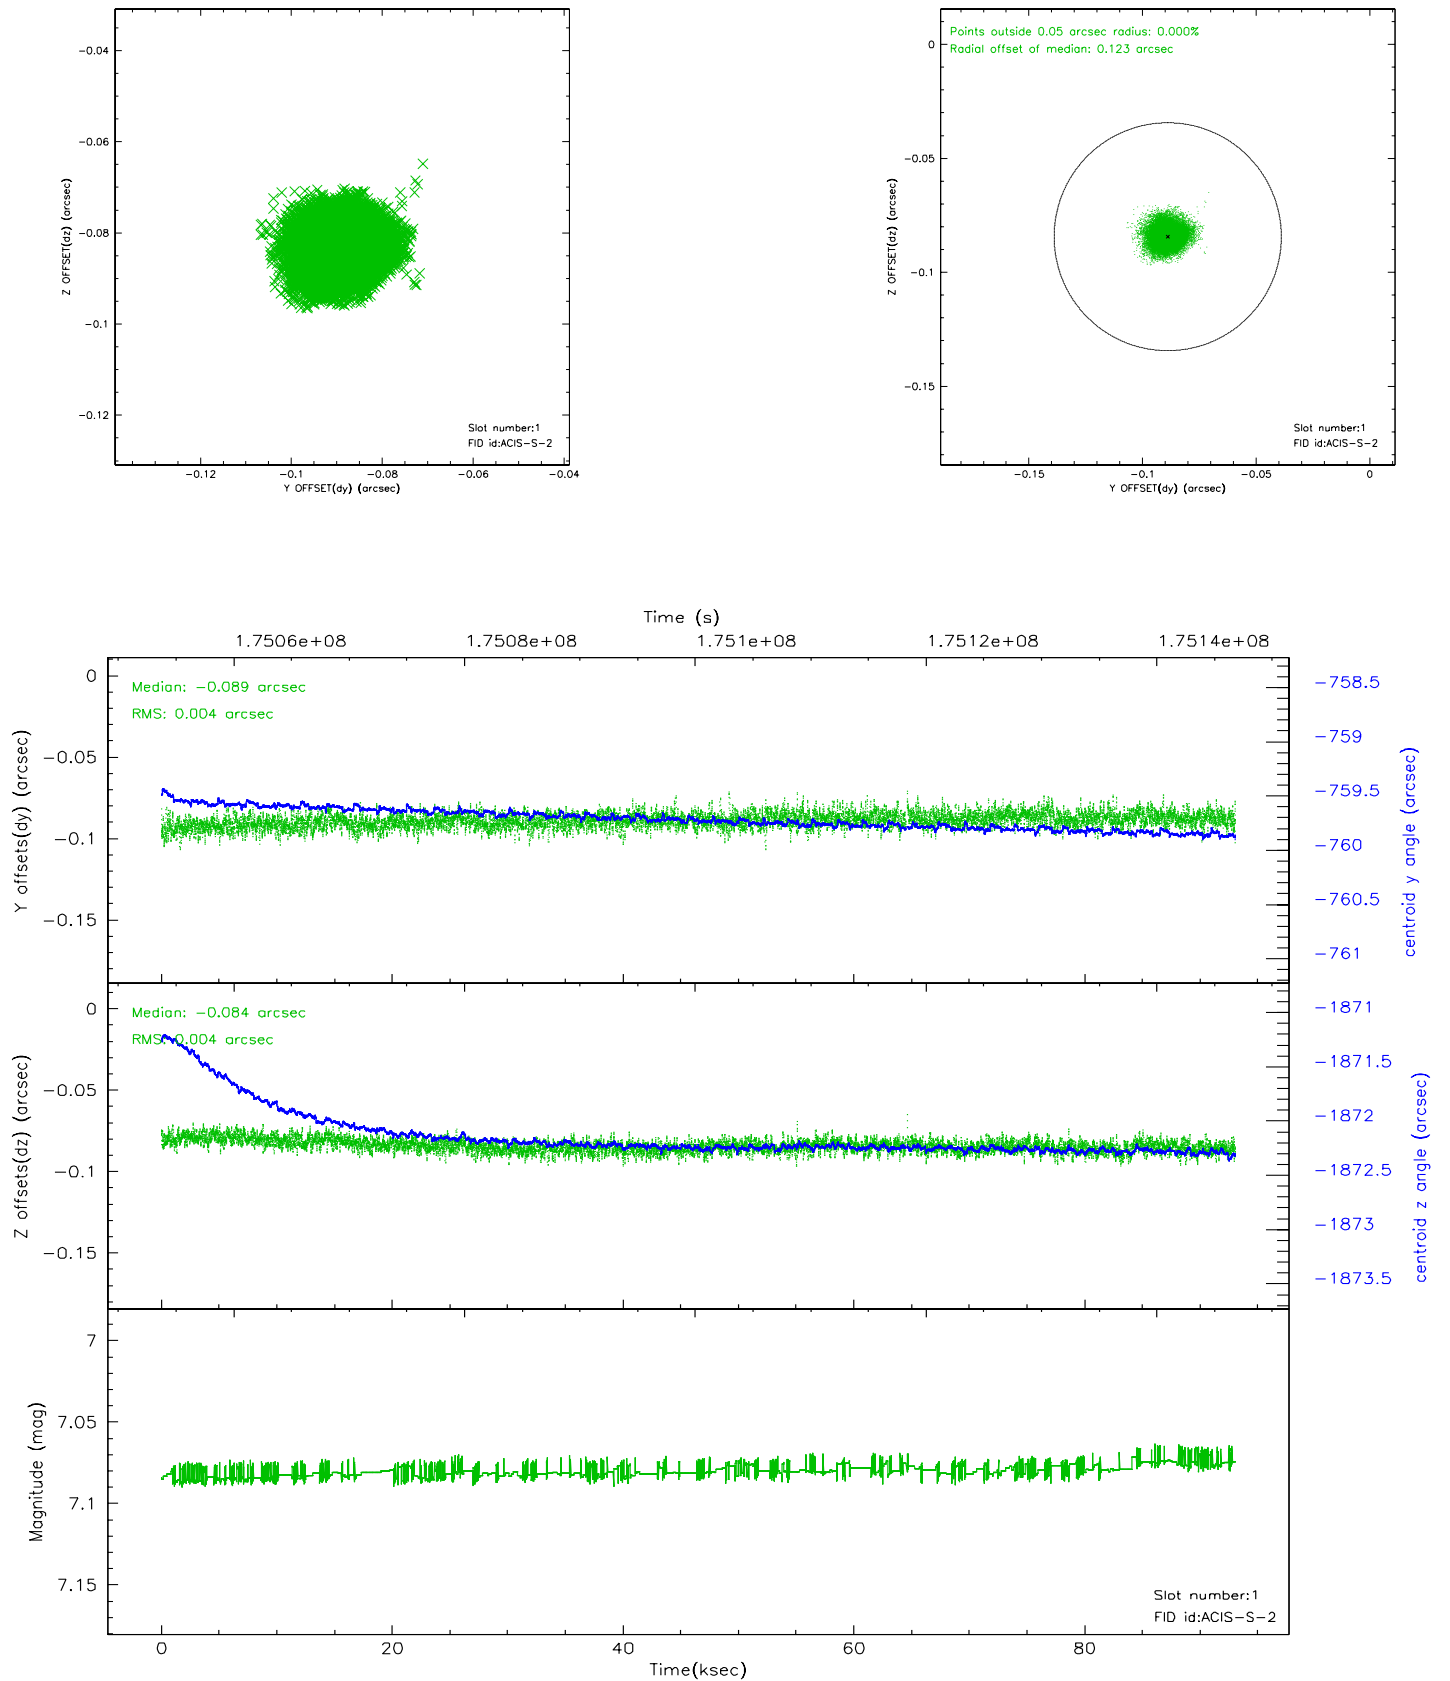 -0.04
-0.06
-0.08
-0.1
-0.12
Z OFFSET(dz) (arcsec)
Slot number:1
FID id:ACIS-S-2
-0.12 -0.1 -0.08 -0.06 -0.04
Y OFFSET(dy) (arcsec)
Points outside 0.05 arcsec radius: 0.000%
Radial offset of median: 0.123 arcsec
0
-0.05
-0.1
-0.15
Z OFFSET(dz) (arcsec)
Slot number:1
FID id:ACIS-S-2
-0.15 -0.1 -0.05 0
Y OFFSET(dy) (arcsec)
Time (s)
1.7506e+08 1.7508e+08 1.751e+08 1.7512e+08 1.7514e+08
Median: -0.089 arcsec
RMS: 0.004 arcsec
0
-0.05
-0.1
-0.15
Y offsets(dy) (arcsec)
-758.5
-759
-759.5
-760
-760.5
-761
centroid y angle (arcsec)
Median: -0.084 arcsec
RMS: 0.004 arcsec
0
-0.05
-0.1
-0.15
Z offsets(dz) (arcsec)
-1871
-1871.5
-1872
-1872.5
-1873
-1873.5
centroid z angle (arcsec)
7
7.05
7.1
7.15
Magnitude (mag)
Slot number:1
FID id:ACIS-S-2
0 20 40 60 80
Time(ksec)